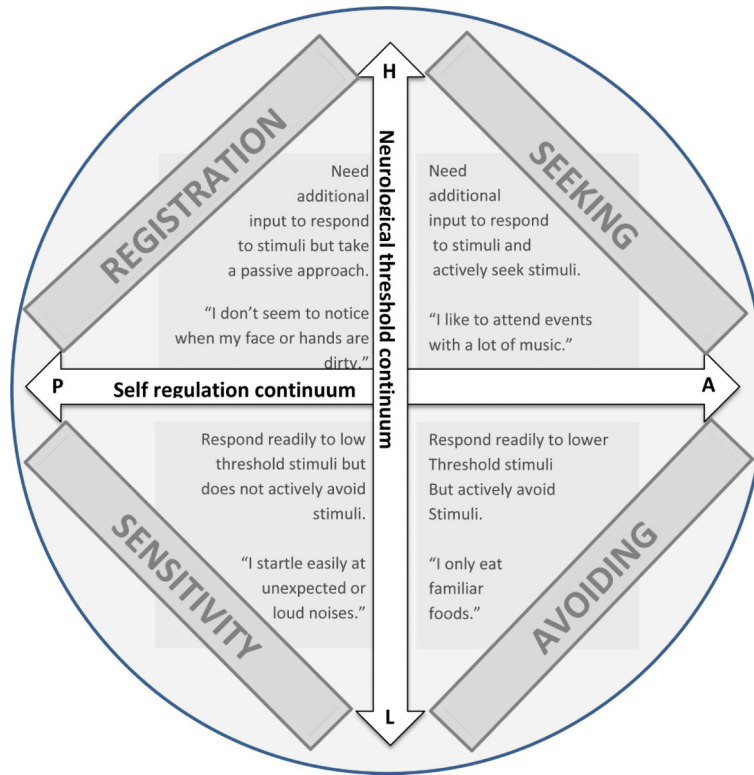 H
REGISTRATION
SEEKING
Neurological threshold continuum
Need
additional
input to respond
to stimuli but take
a passive approach.
“I don’t seem to notice
when my face or hands are
dirty.”
Need
additional
input to respond
to stimuli and
actively seek stimuli.
“I like to attend events
with a lot of music.”
P
Self regulation continuum
A
SENSITIVITY
Respond readily to low
threshold stimuli but
does not actively avoid
stimuli.
“I startle easily at
unexpected or
loud noises.”
Respond readily to lower
Threshold stimuli
But actively avoid
Stimuli.
“I only eat
familiar
foods.”
AVOIDING
L